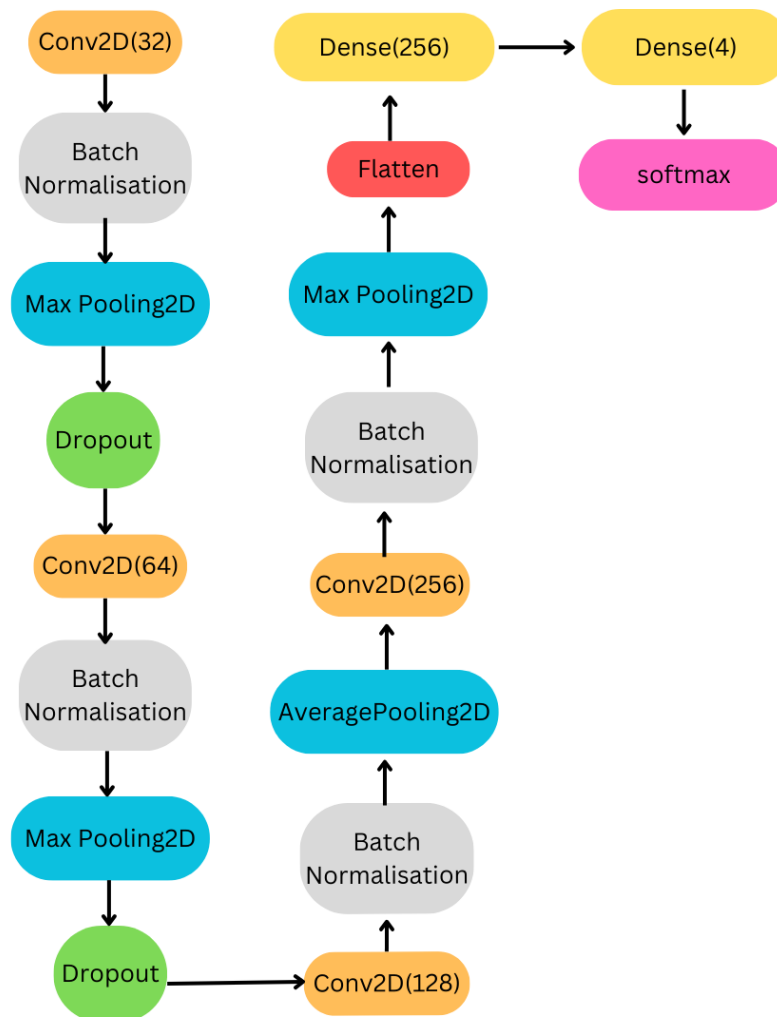 Conv2D(32)
Batch
Normalisation
Max Pooling2D
Dropout
Conv2D(64)
Batch
Normalisation
Max Pooling2D
Dropout
Conv2D(128)
Batch
Normalisation
AveragePooling2D
Conv2D(256)
Batch
Normalisation
Max Pooling2D
Flatten
Dense(256)
Dense(4)
softmax